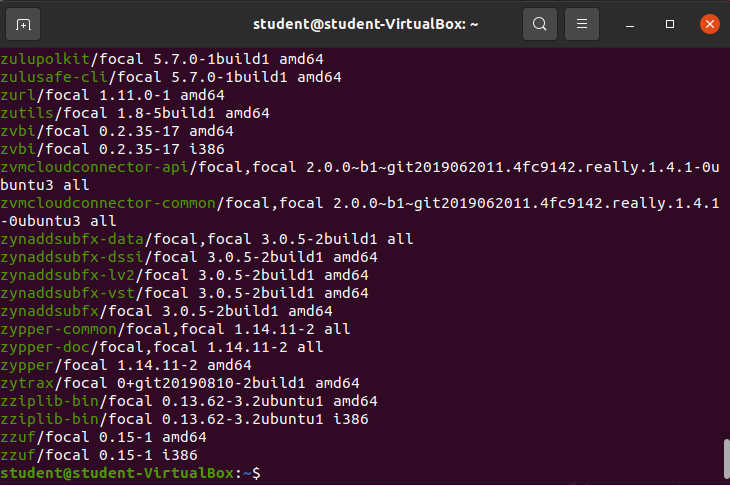 student@student-VirtualBox: ~
zulupolkit/focal 5.7.0-1build1 amd64
zulusafe-cli/focal 5.7.0-1build1 amd64
zurl/focal 1.11.0-1 amd64
zutils/focal 1.8-5build1 amd64
zvbi/focal 0.2.35-17 amd64
zvbi/focal 0.2.35-17 i386
zvmcloudconnector-api/focal,focal 2.0.0~b1~git2019062011.4fc9142.really.1.4.1-0u
buntu3 all
zvmcloudconnector-common/focal,focal 2.0.0~b1~git2019062011.4fc9142.really.1.4.1
-0ubuntu3 all
zynaddsubfx-data/focal,focal 3.0.5-2build1 all
zynaddsubfx-dssi/focal 3.0.5-2build1 amd64
zynaddsubfx-lv2/focal 3.0.5-2build1 amd64
zynaddsubfx-vst/focal 3.0.5-2build1 amd64
zynaddsubfx/focal 3.0.5-2build1 amd64
zypper-common/focal,focal 1.14.11-2 all
zypper-doc/focal,focal 1.14.11-2 all
zypper/focal 1.14.11-2 amd64
zytrax/focal 0+git20190810-2build1 amd64
zziplib-bin/focal 0.13.62-3.2ubuntu1 amd64
zziplib-bin/focal 0.13.62-3.2ubuntu1 i386
zzuf/focal 0.15-1 amd64
zzuf/focal 0.15-1 i386
student@student-VirtualBox:~$